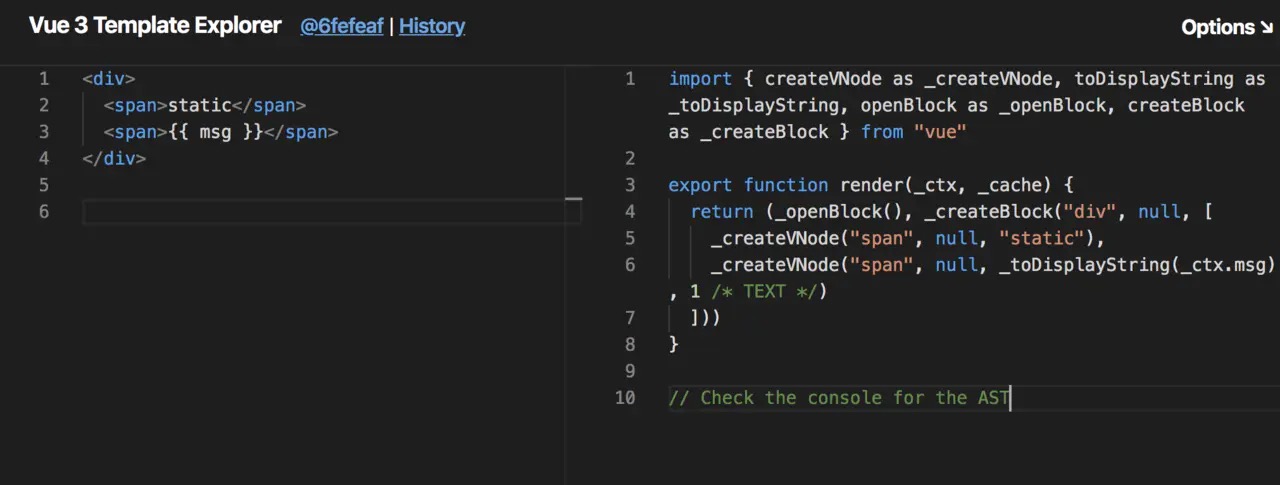 Vue 3 Template Explorer @6fefeaf | History
Options ↘
1 <div>
2 <span>static</span>
3 <span>{{ msg }}</span>
4 </div>
5
6
1 import { createVNode as _createVNode, toDisplayString as
_toDisplayString, openBlock as _openBlock, createBlock
as _createBlock } from "vue"
2
3 export function render(_ctx, _cache) {
4 return (_openBlock(), _createBlock("div", null, [
5 _createVNode("span", null, "static"),
6 _createVNode("span", null, _toDisplayString(_ctx.msg)
, 1 /* TEXT */)
7 ]))
8 }
9
10 // Check the console for the AST